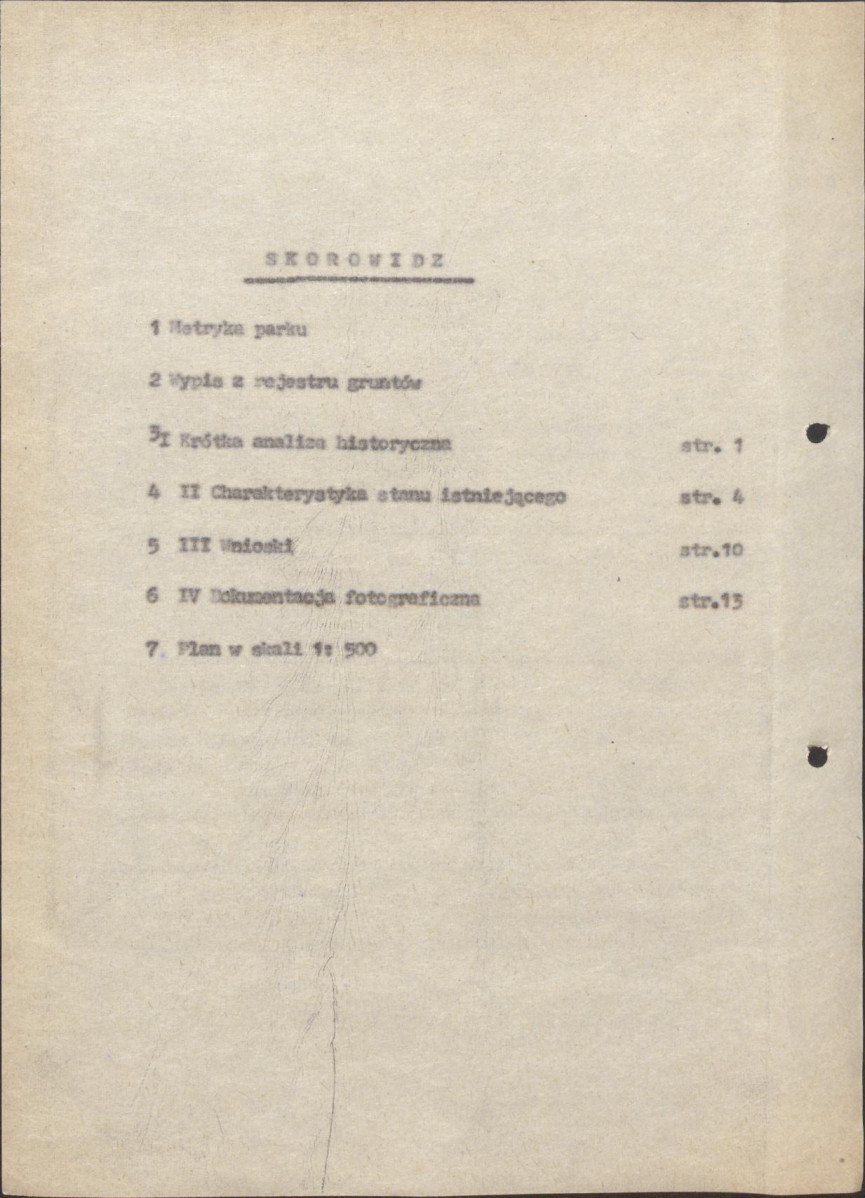 SKOROWIDZ
1 Metryka parku
2 Wypis z rejestru gruntów
3 I Krótka analiza historyczna str. 1
4 II Charakterystyka stanu istniejącego str. 4
5 III Wnioski str.10
6 IV Dokumentacja fotograficzna str.13
7. Plan w skali 1: 500